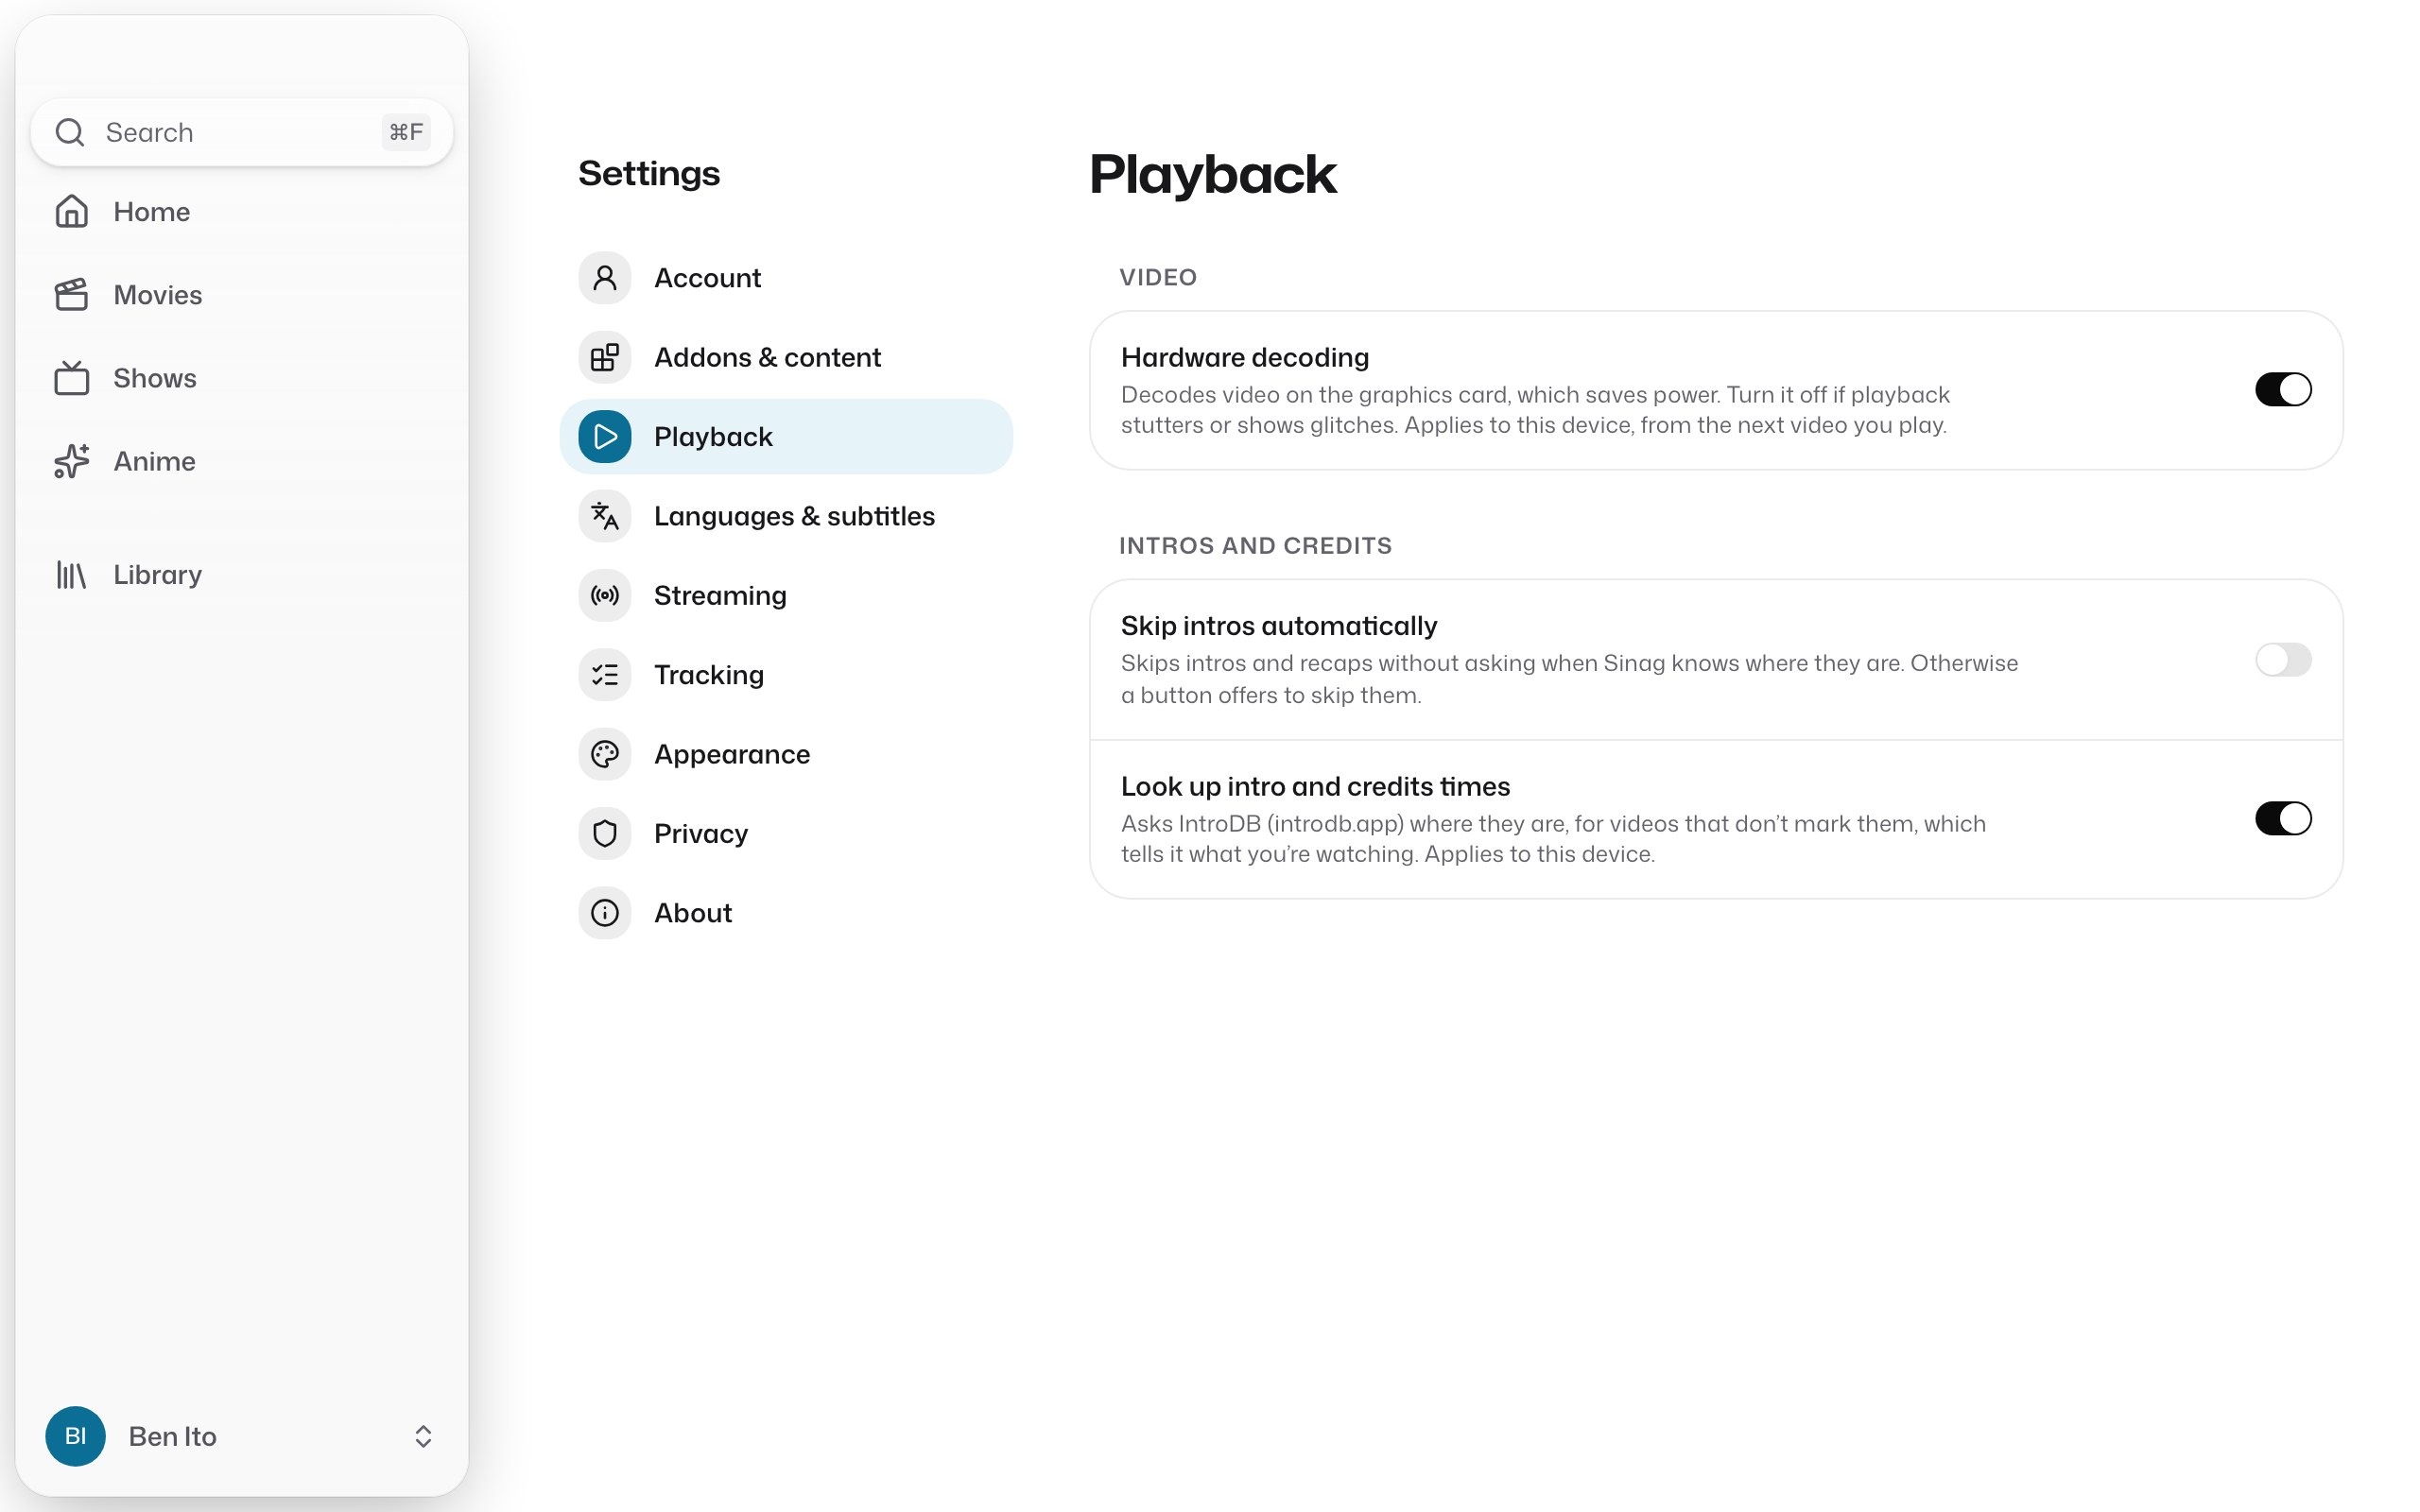 Search
⌘F
Home
Movies
Shows
Anime
Library
BI
Ben Ito
Settings
Account
Addons & content
Playback
Languages & subtitles
Streaming
Tracking
Appearance
Privacy
About
Playback
VIDEO
Hardware decoding
Decodes video on the graphics card, which saves power. Turn it off if playback
stutters or shows glitches. Applies to this device, from the next video you play.
INTROS AND CREDITS
Skip intros automatically
Skips intros and recaps without asking when Sinag knows where they are. Otherwise
a button offers to skip them.
Look up intro and credits times
Asks IntroDB (introdb.app) where they are, for videos that don’t mark them, which
tells it what you’re watching. Applies to this device.